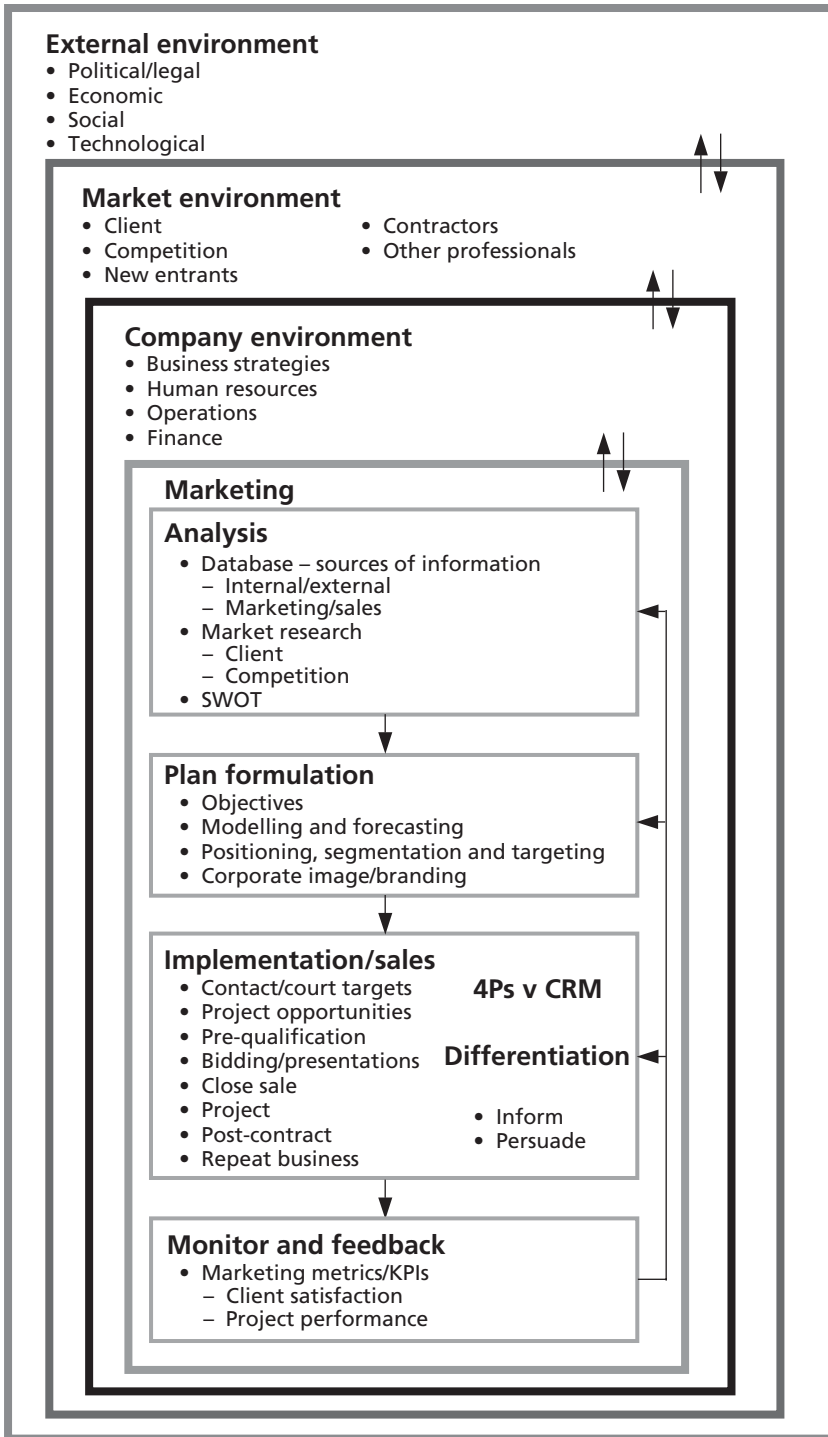 External environment
• Political/legal
• Economic
• Social
• Technological
Market environment
• Client
• Competition
• New entrants
• Contractors
• Other professionals
Company environment
• Business strategies
• Human resources
• Operations
• Finance
Marketing
Analysis
• Database – sources of information
– Internal/external
– Marketing/sales
• Market research
– Client
– Competition
• SWOT
Plan formulation
• Objectives
• Modelling and forecasting
• Positioning, segmentation and targeting
• Corporate image/branding
Implementation/sales
• Contact/court targets
• Project opportunities
• Pre-qualification
• Bidding/presentations
• Close sale
• Project
• Post-contract
• Repeat business
4Ps v CRM
Differentiation
• Inform
• Persuade
Monitor and feedback
• Marketing metrics/KPIs
– Client satisfaction
– Project performance